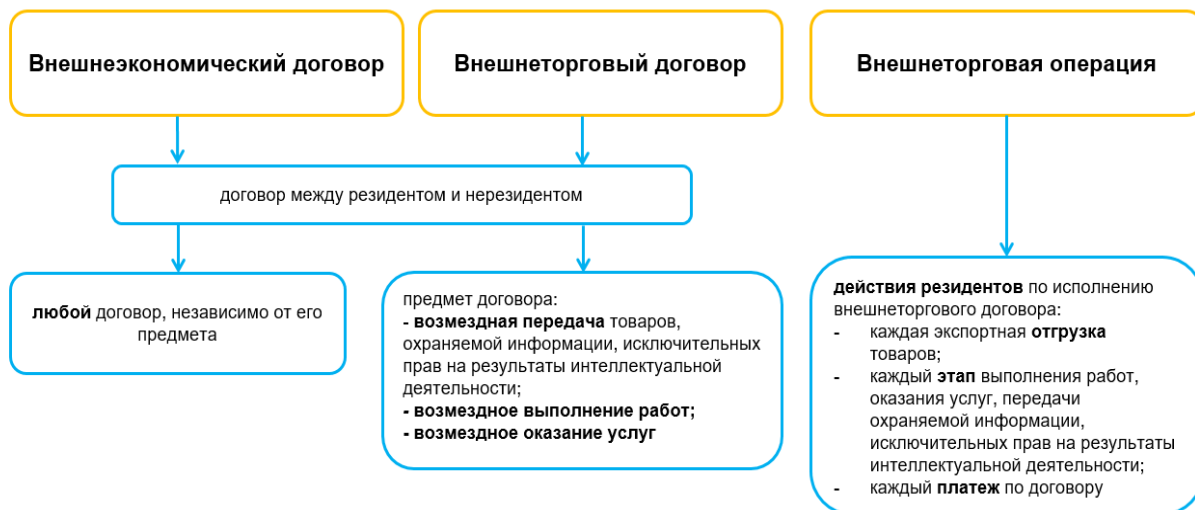 Внешнеэкономический договор
Внешнеторговый договор
Внешнеторговая операция
договор между резидентом и нерезидентом
любой договор, независимо от его
предмета
предмет договора:
- возмездная передача товаров,
охраняемой информации, исключительных
прав на результаты интеллектуальной
деятельности;
- возмездное выполнение работ;
- возмездное оказание услуг
действия резидентов по исполнению
внешнеторгового договора:
- каждая экспортная отгрузка
товаров;
- каждый этап выполнения работ,
оказания услуг, передачи
охраняемой информации,
исключительных прав на результаты
интеллектуальной деятельности;
- каждый платеж по договору